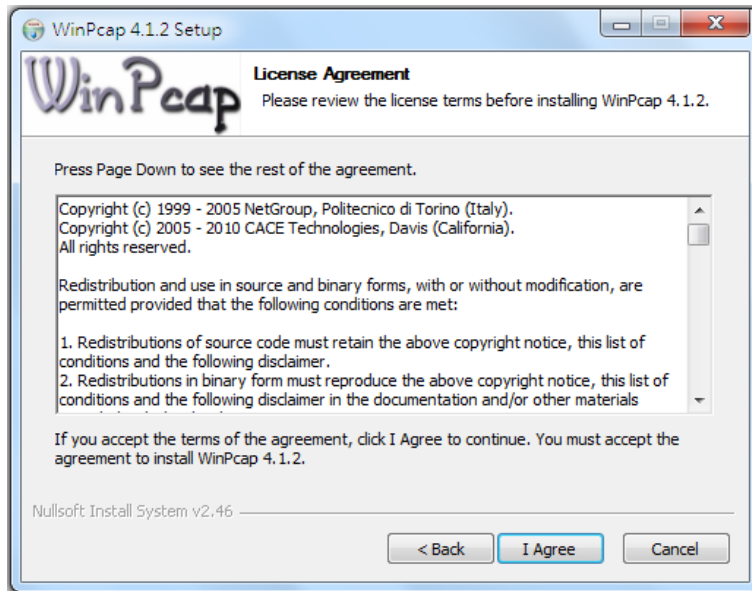 WinPcap 4.1.2 Setup
WinPcap
License Agreement
Please review the license terms before installing WinPcap 4.1.2.
Press Page Down to see the rest of the agreement.
Copyright (c) 1999 - 2005 NetGroup, Politecnico di Torino (Italy).
Copyright (c) 2005 - 2010 CACE Technologies, Davis (California).
All rights reserved.
Redistribution and use in source and binary forms, with or without modification, are
permitted provided that the following conditions are met:
1. Redistributions of source code must retain the above copyright notice, this list of
conditions and the following disclaimer.
2. Redistributions in binary form must reproduce the above copyright notice, this list of
conditions and the following disclaimer in the documentation and/or other materials
If you accept the terms of the agreement, click I Agree to continue. You must accept the
agreement to install WinPcap 4.1.2.
Nullsoft Install System v2.46
< Back
I Agree
Cancel